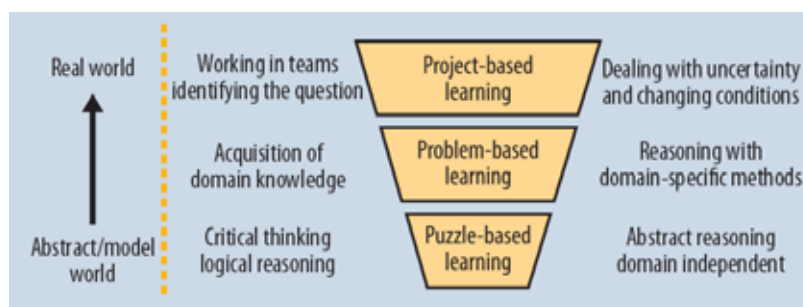 Real world
Working in teams
identifying the question
Project-based
learning
Dealing with uncertainty
and changing conditions
Acquisition of
domain knowledge
Problem-based
learning
Reasoning with
domain-specific methods
Abstract/model
world
Critical thinking
logical reasoning
Puzzle-based
learning
Abstract reasoning
domain independent